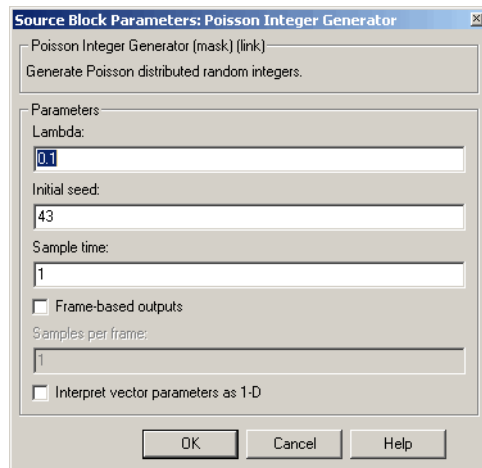 Source Block Parameters: Poisson Integer Generator
Poisson Integer Generator (mask) (link)
Generate Poisson distributed random integers.
Parameters
Lambda:
0.1
Initial seed:
43
Sample time:
1
Frame-based outputs
Samples per frame:
1
Interpret vector parameters as 1-D
OK Cancel Help